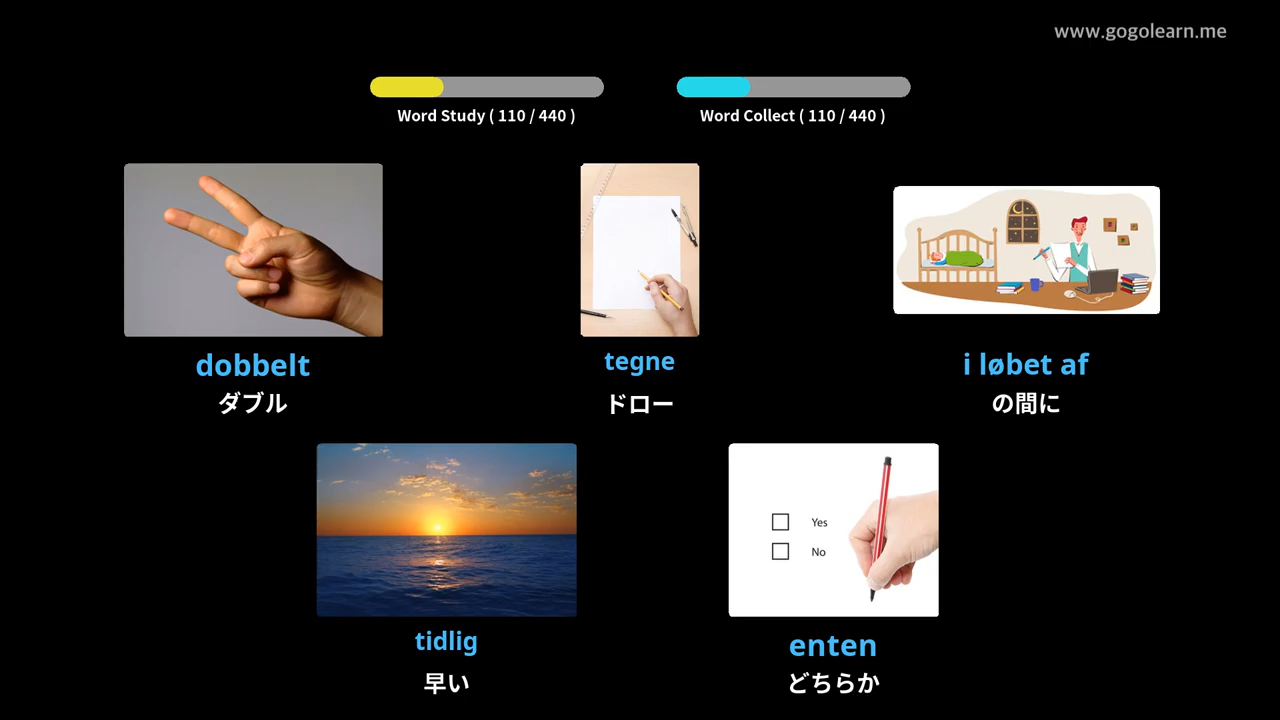 www.gogolearn.me
Word Study ( 110 / 440 )
Word Collect ( 110 / 440 )
dobbelt
ダブル
tegne
ドロー
i løbet af
の間に
Yes
No
tidlig
早い
enten
どちらか